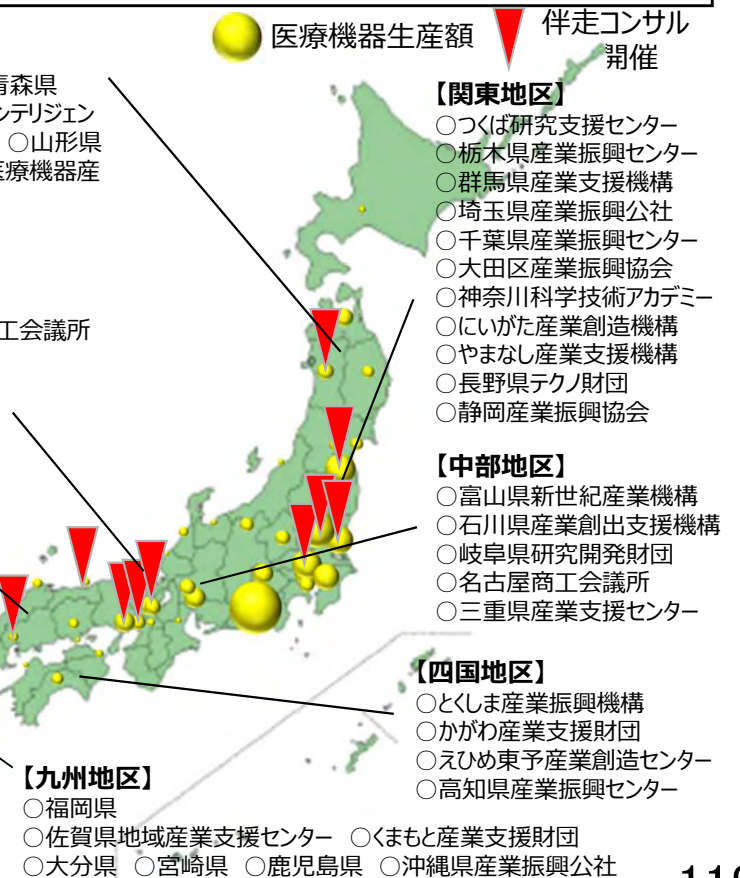 医療機器生産額
伴走コンサル
開催
青森県
ンテリジェン
○山形県
医療機器産
工会議所
【関東地区】
○つくば研究支援センター
○栃木県産業振興センター
○群馬県産業支援機構
○埼玉県産業振興公社
○千葉県産業振興センター
○大田区産業振興協会
○神奈川科学技術アカデミー
○にいがた産業創造機構
○やまなし産業支援機構
○長野県テクノ財団
○静岡産業振興協会
【中部地区】
○富山県新世紀産業機構
○石川県産業創出支援機構
○岐阜県研究開発財団
○名古屋商工会議所
○三重県産業支援センター
【四国地区】
○とくしま産業振興機構
○かがわ産業支援財団
○えひめ東予産業創造センター
○高知県産業振興センター
【九州地区】
○福岡県
○佐賀県地域産業支援センター ○くまもと産業支援財団
○大分県 ○宮崎県 ○鹿児島県 ○沖縄県産業振興公社